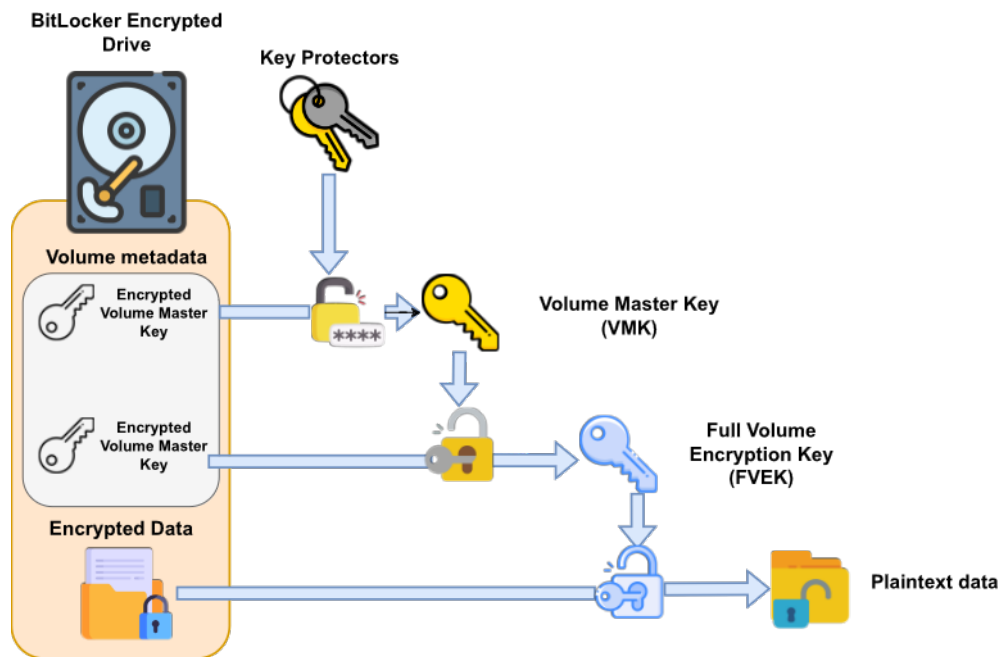 BitLocker Encrypted
Drive
Key Protectors
Volume metadata
Encrypted
Volume Master
Key
****
Volume Master Key
(VMK)
Encrypted
Volume Master
Key
Full Volume
Encryption Key
(FVEK)
Encrypted Data
Plaintext data